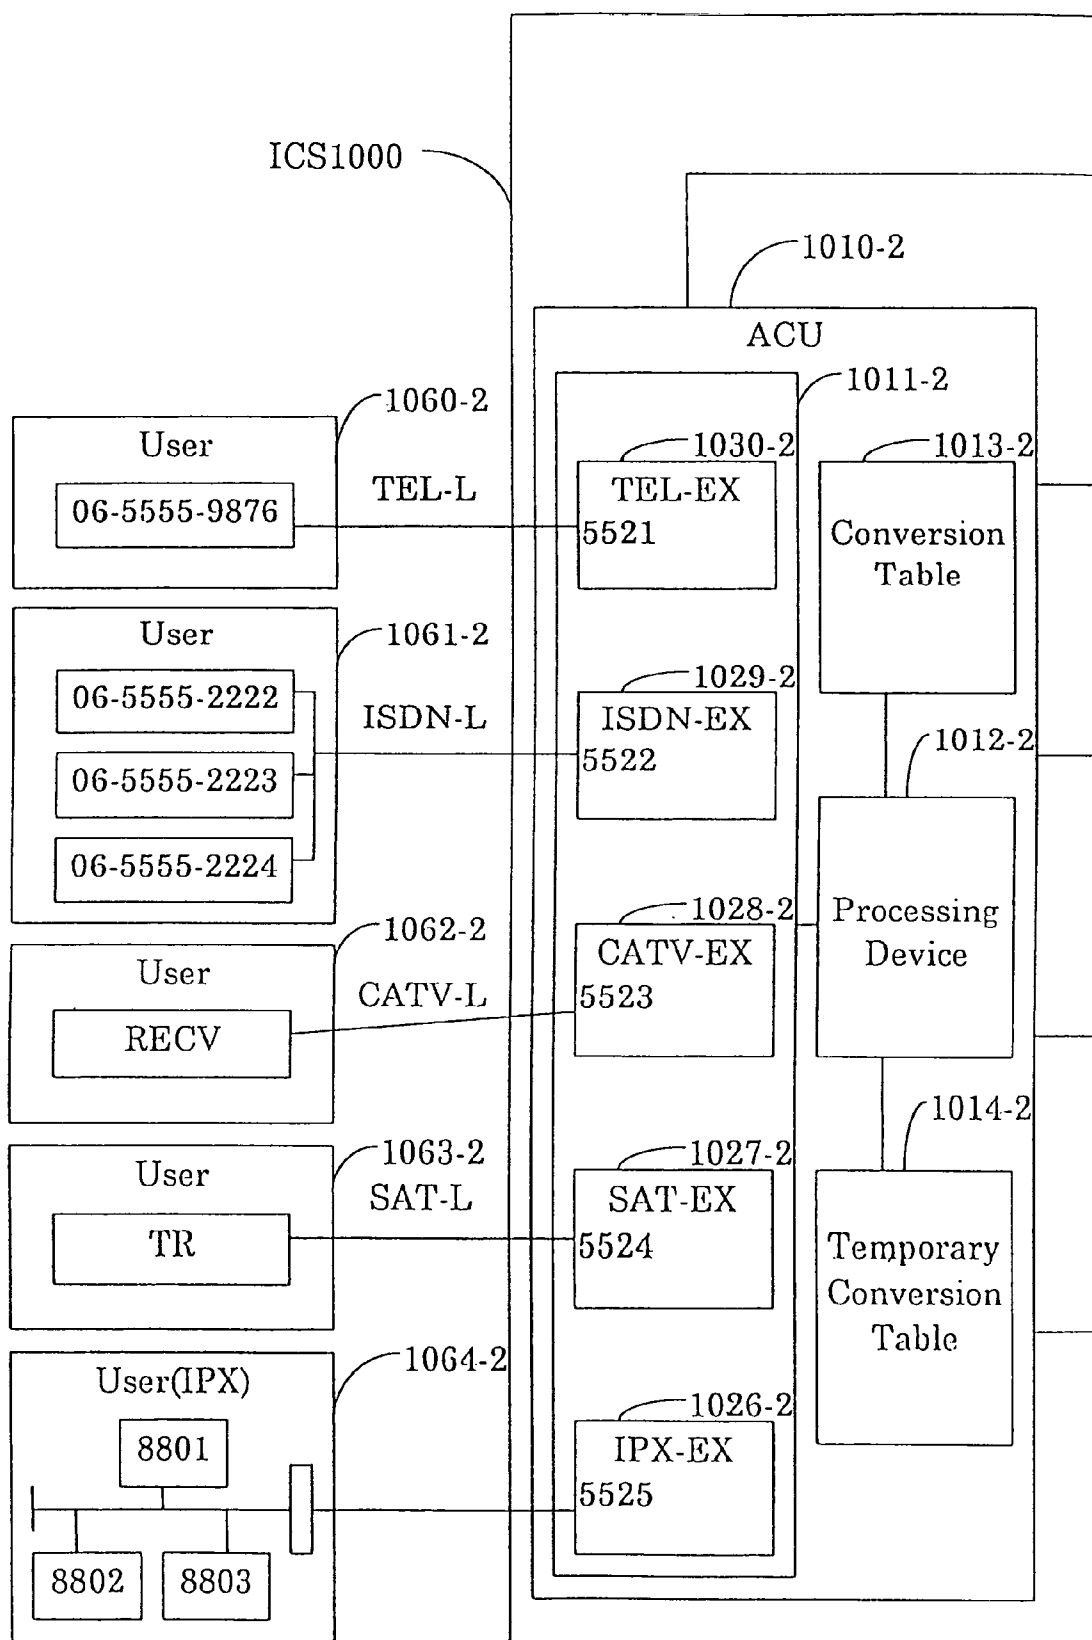 ICS1000
1010-2
ACU
1011-2
1060-2
User
06-5555-9876
TEL-L
1030-2
TEL-EX
5521
1013-2
Conversion
Table
User
1061-2
06-5555-2222
06-5555-2223
06-5555-2224
ISDN-L
1029-2
ISDN-EX
5522
1012-2
Processing
Device
1062-2
User
RECV
CATV-L
1028-2
CATV-EX
5523
1063-2
User
TR
SAT-L
1027-2
SAT-EX
5524
1014-2
Temporary
Conversion
Table
1064-2
User(IPX)
8801
8802
8803
1026-2
IPX-EX
5525